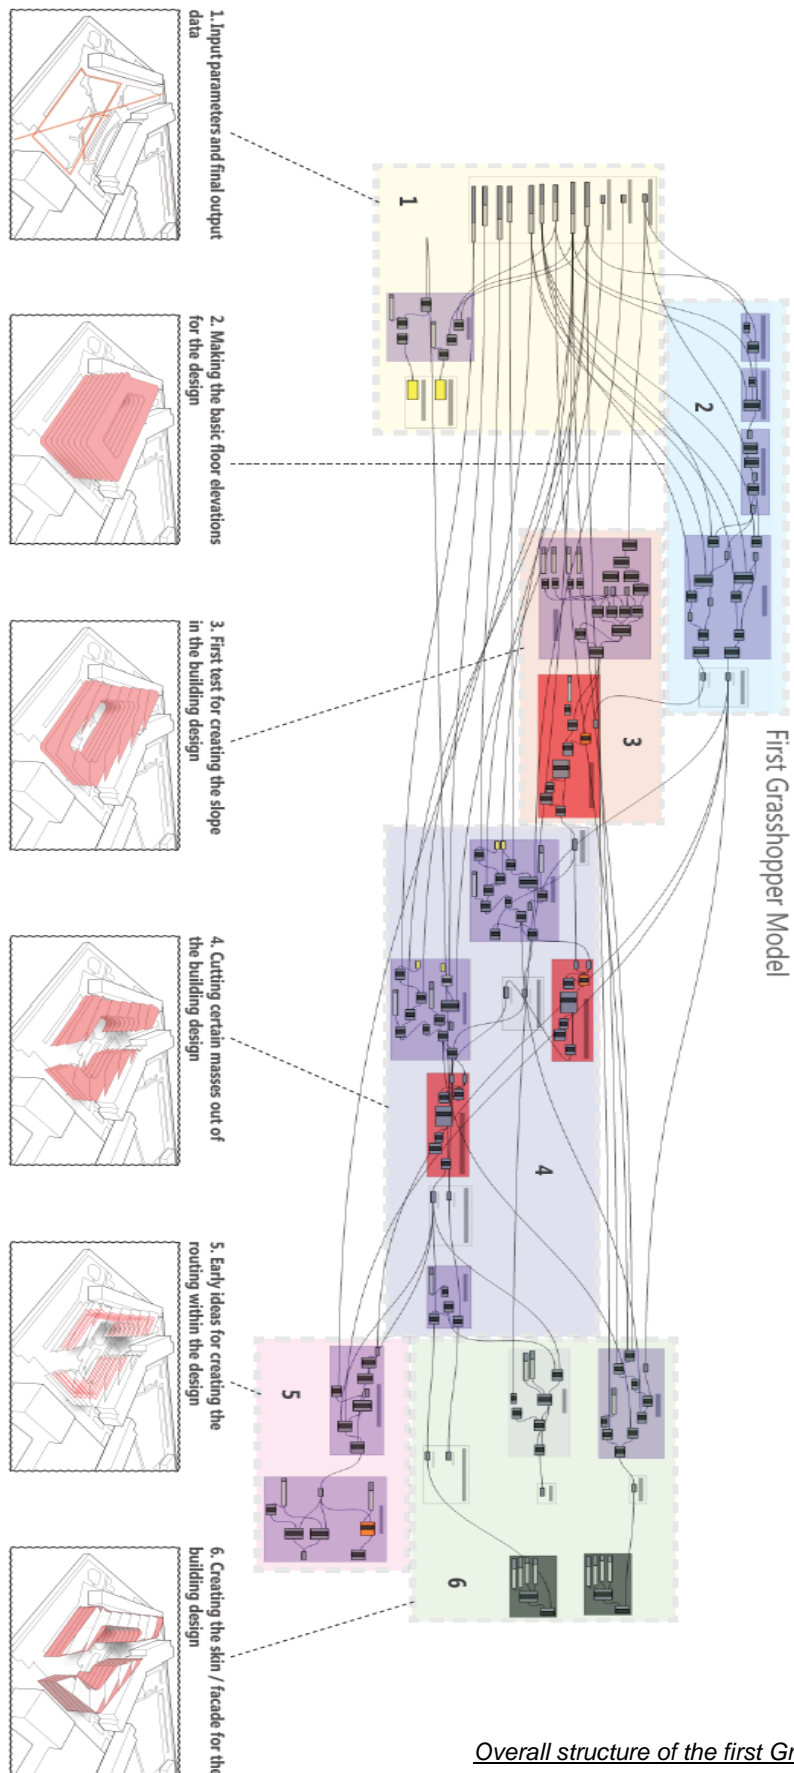 First Grasshopper Model
1
2
3
4
5
6
1. Input parameters and final output
data
2. Making the basic floor elevations
for the design
3. First test for creating the slope
in the building design
4. Cutting certain masses out of
the building design
5. Early ideas for creating the
routing within the design
6. Creating the skin / facade for the
building design
Overall structure of the first Gr